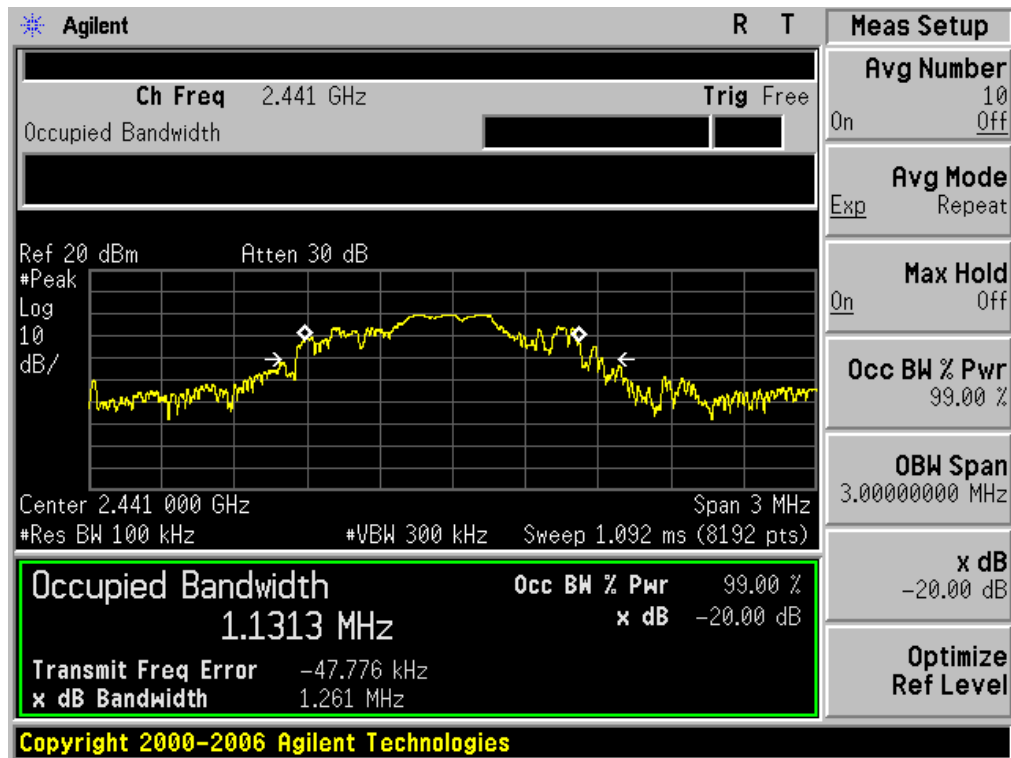 Agilent R T
Ch Freq 2.441 GHz Trig Free
Occupied Bandwidth
Ref 20 dBm Atten 30 dB
#Peak
Log
10
dB/
Center 2.441 000 GHz Span 3 MHz
#Res BW 100 kHz #VBW 300 kHz Sweep 1.092 ms (8192 pts)
Occupied Bandwidth
1.1313 MHz
Occ BW % Pwr 99.00 %
x dB -20.00 dB
Transmit Freq Error -47.776 kHz
x dB Bandwidth 1.261 MHz
Copyright 2000-2006 Agilent Technologies
Meas Setup
Avg Number
10
On Off
Avg Mode
Exp Repeat
Max Hold
On Off
Occ BW % Pwr
99.00 %
OBW Span
3.00000000 MHz
x dB
-20.00 dB
Optimize
Ref Level